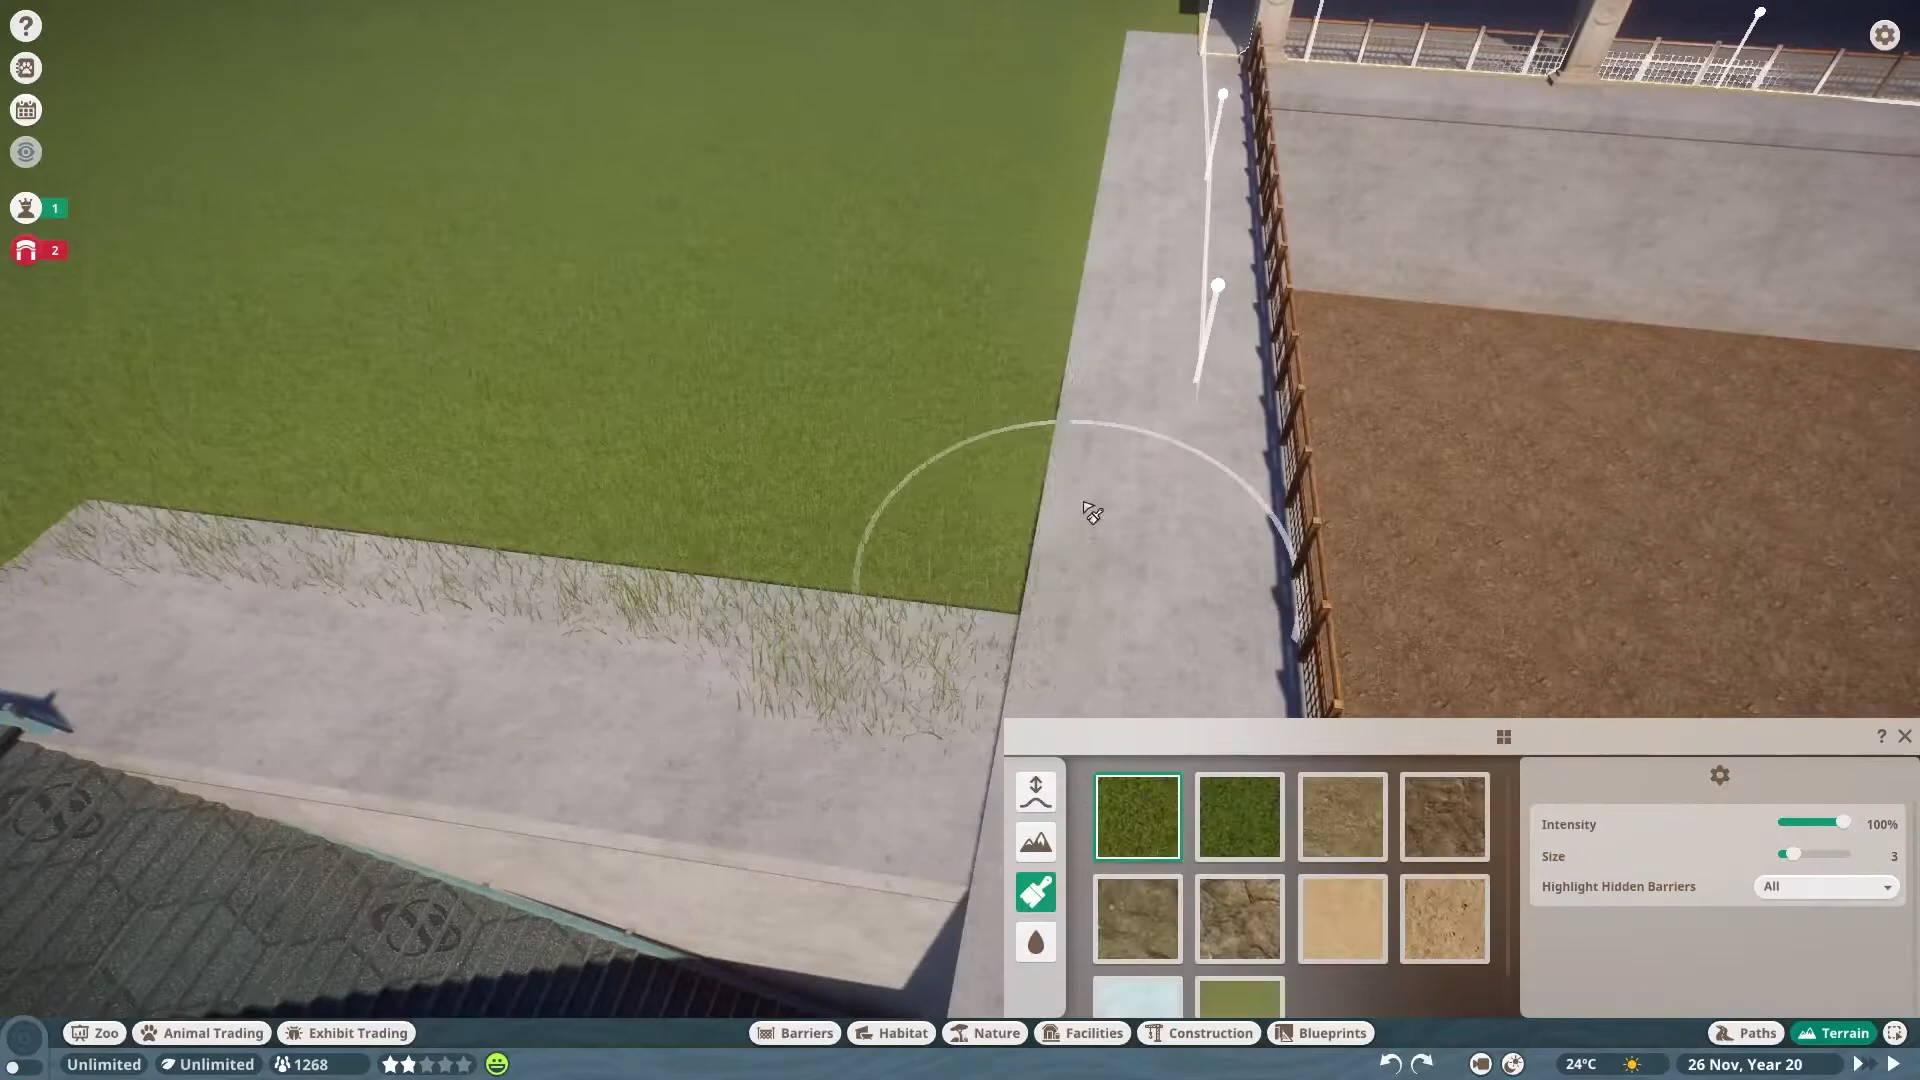 ?
1
2
? 
Intensity 100%
Size 3
Highlight Hidden Barriers All
Zoo Animal Trading Exhibit Trading Barriers Habitat Nature Facilities Construction Blueprints Paths Terrain
Unlimited Unlimited 1268 24°C 26 Nov, Year 20